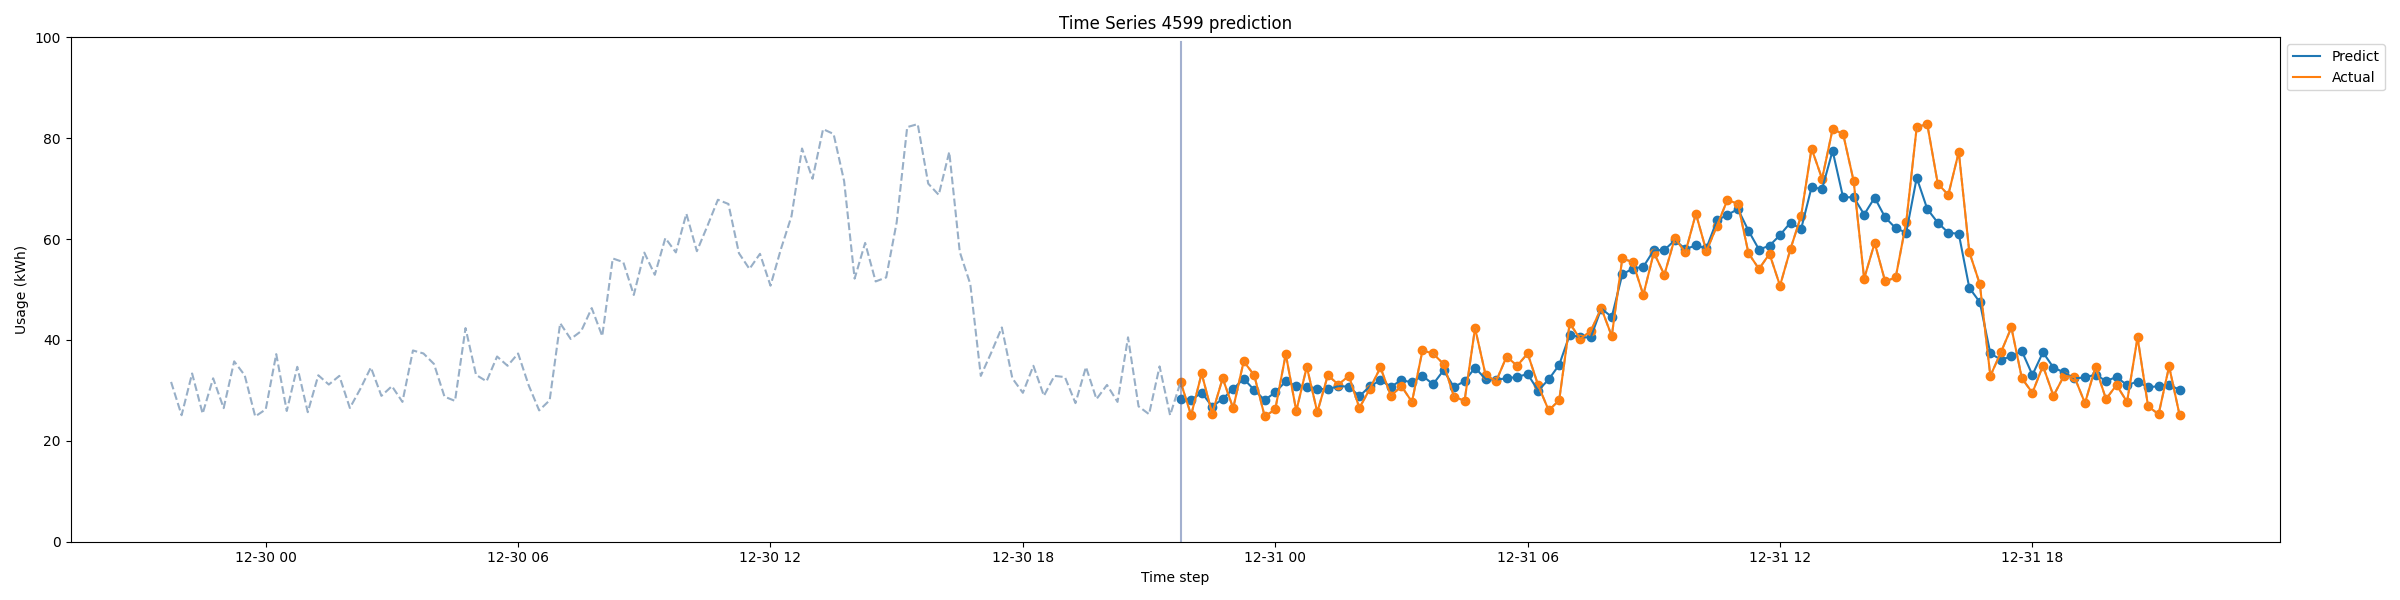 Time Series 4599 prediction
100
80
60
40
20
0
Usage (kWh)
Predict
Actual
12-30 00
12-30 06
12-30 12
12-30 18
12-31 00
12-31 06
12-31 12
12-31 18
Time step